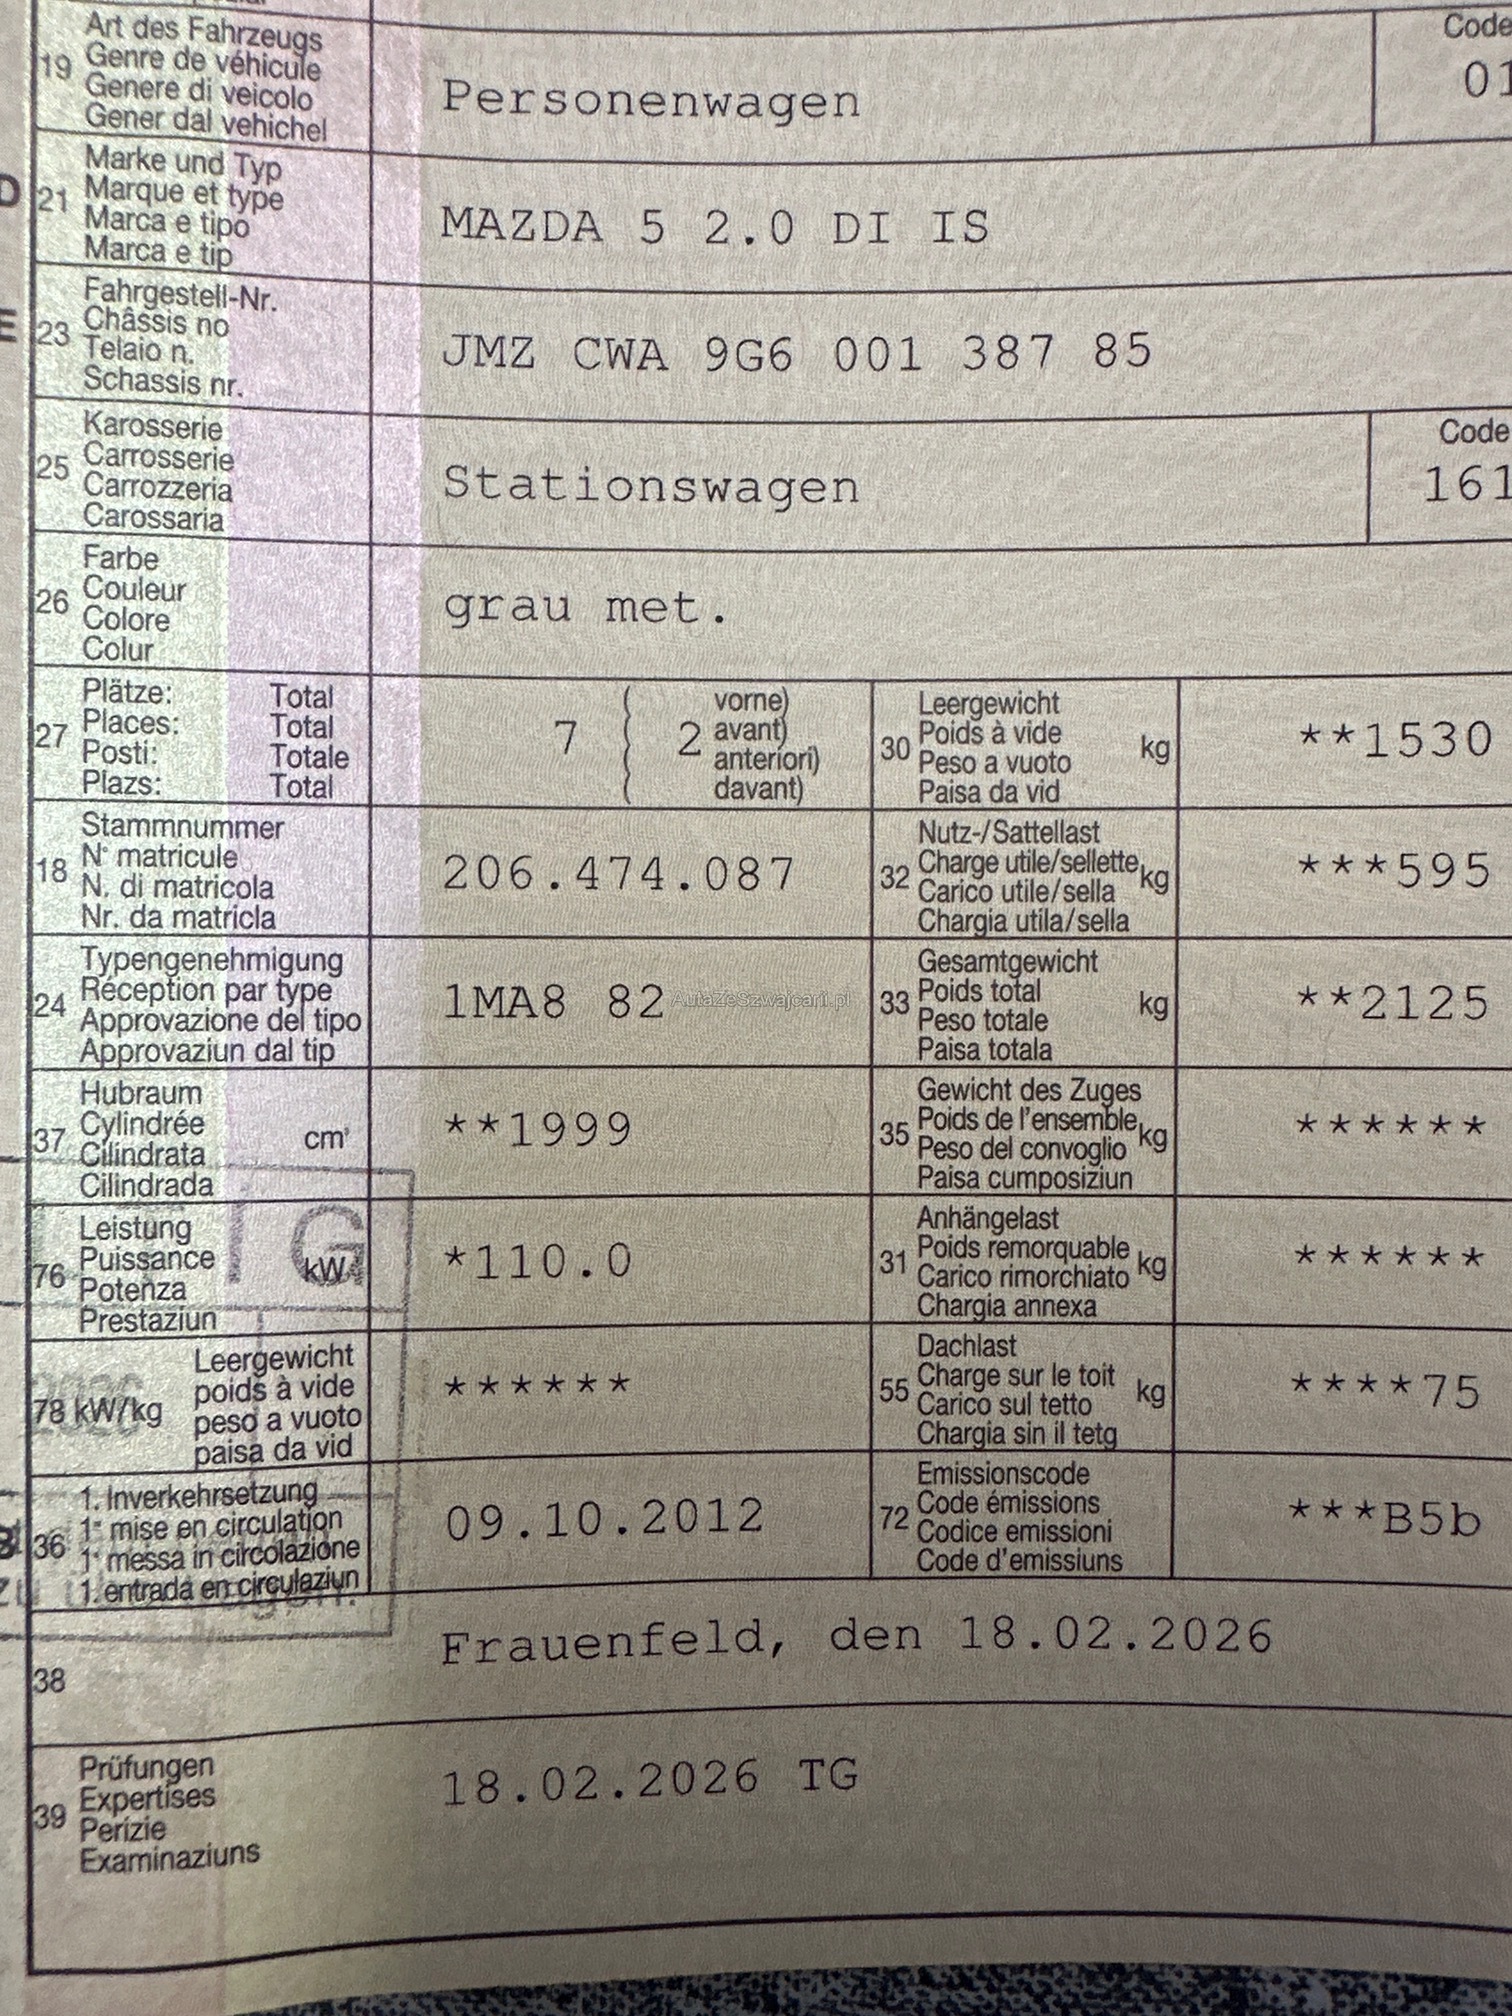 Art des Fahrzeugs
19 Genre de véhicule
Genere di veicolo
Gener dal vehichel
Personenwagen
Code
01
D
21
Marke und Typ
Marque et type
Marca e tipo
Marca e tip
MAZDA 5 2.0 DI IS
E
23
Fahrgestell-Nr.
Châssis no
Telaio n.
Schassis nr.
JMZ CWA 9G6 001 387 85
25
Karosserie
Carrosserie
Carrozzeria
Carossaria
Stationswagen
Code
161
26
Farbe
Couleur
Colore
Colur
grau met.
27
Plätze: Total
Places: Total
Posti: Totale
Plazs: Total
7 { 2
vorne)
avant)
anteriori)
davant)
30
Leergewicht
Poids à vide
Peso a vuoto
Paisa da vid
kg
**1530
18
Stammnummer
N° matricule
N. di matricola
Nr. da matricla
206.474.087
32
Nutz-/Sattellast
Charge utile/sellette
Carico utile/sella
Chargia utila/sella
kg
***595
24
Typengenehmigung
Réception par type
Approvazione del tipo
Approvaziun dal tip
1MA8 82
AutaZeSzwajcarii.pl
33
Gesamtgewicht
Poids total
Peso totale
Paisa totala
kg
**2125
37
Hubraum
Cylindrée
Cilindrata
Cilindrada
cm³
**1999
35
Gewicht des Zuges
Poids de l'ensemble
Peso del convoglio
Paisa cumposiziun
kg
******
76
Leistung
Puissance
Potenza
Prestaziun
kW
TG
*110.0
31
Anhängelast
Poids remorquable
Carico rimorchiato
Chargia annexa
kg
******
78 kW/kg
Leergewicht
poids à vide
peso a vuoto
paisa da vid
2026
******
55
Dachlast
Charge sur le toit
Carico sul tetto
Chargia sin il tetg
kg
****75
B
36
1. Inverkehrsetzung
1ʳᵉ mise en circulation
1ª messa in circolazione
1. entrada en circulaziun
09.10.2012
72
Emissionscode
Code émissions
Codice emissioni
Code d'emissiuns
***B5b
38
Frauenfeld, den 18.02.2026
39
Prüfungen
Expertises
Perizie
Examinaziuns
18.02.2026 TG